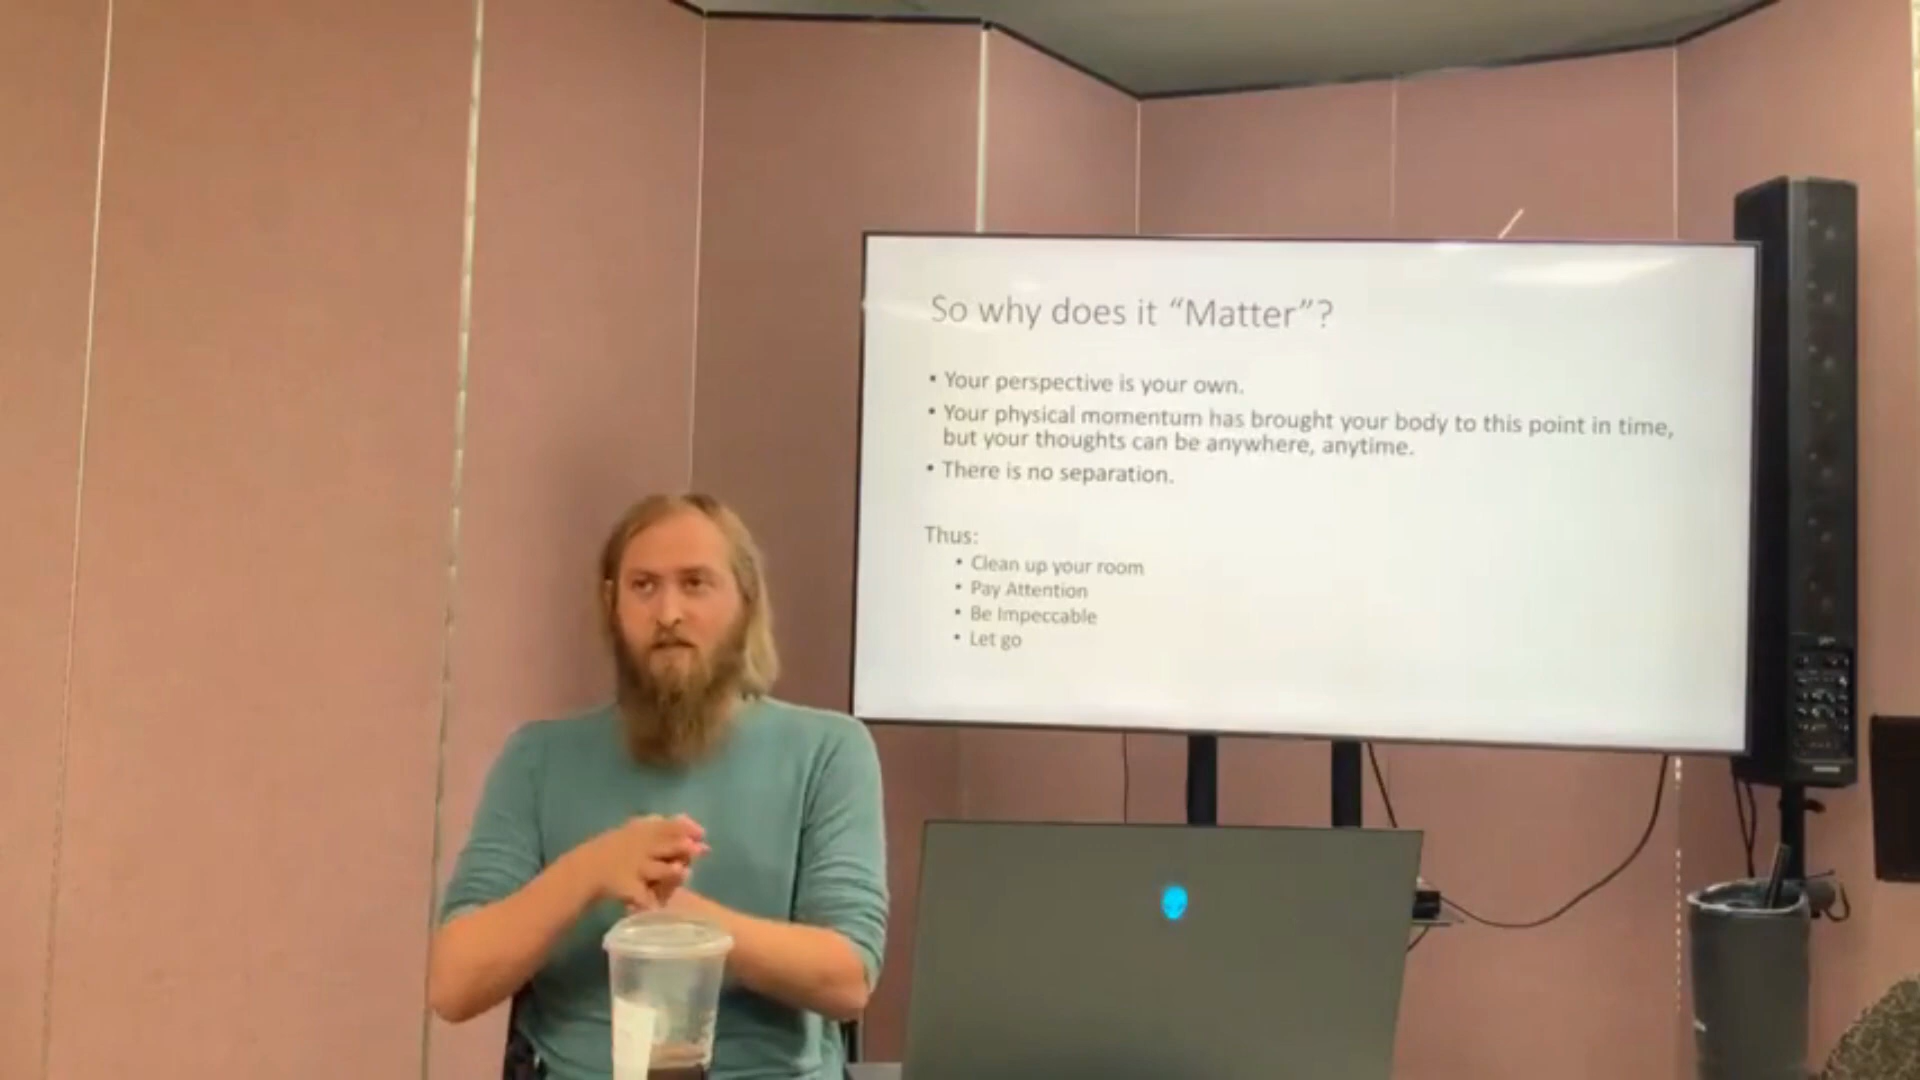 So why does it “Matter”?
• Your perspective is your own.
• Your physical momentum has brought your body to this point in time,
but your thoughts can be anywhere, anytime.
• There is no separation.
Thus:
• Clean up your room
• Pay Attention
• Be Impeccable
• Let go